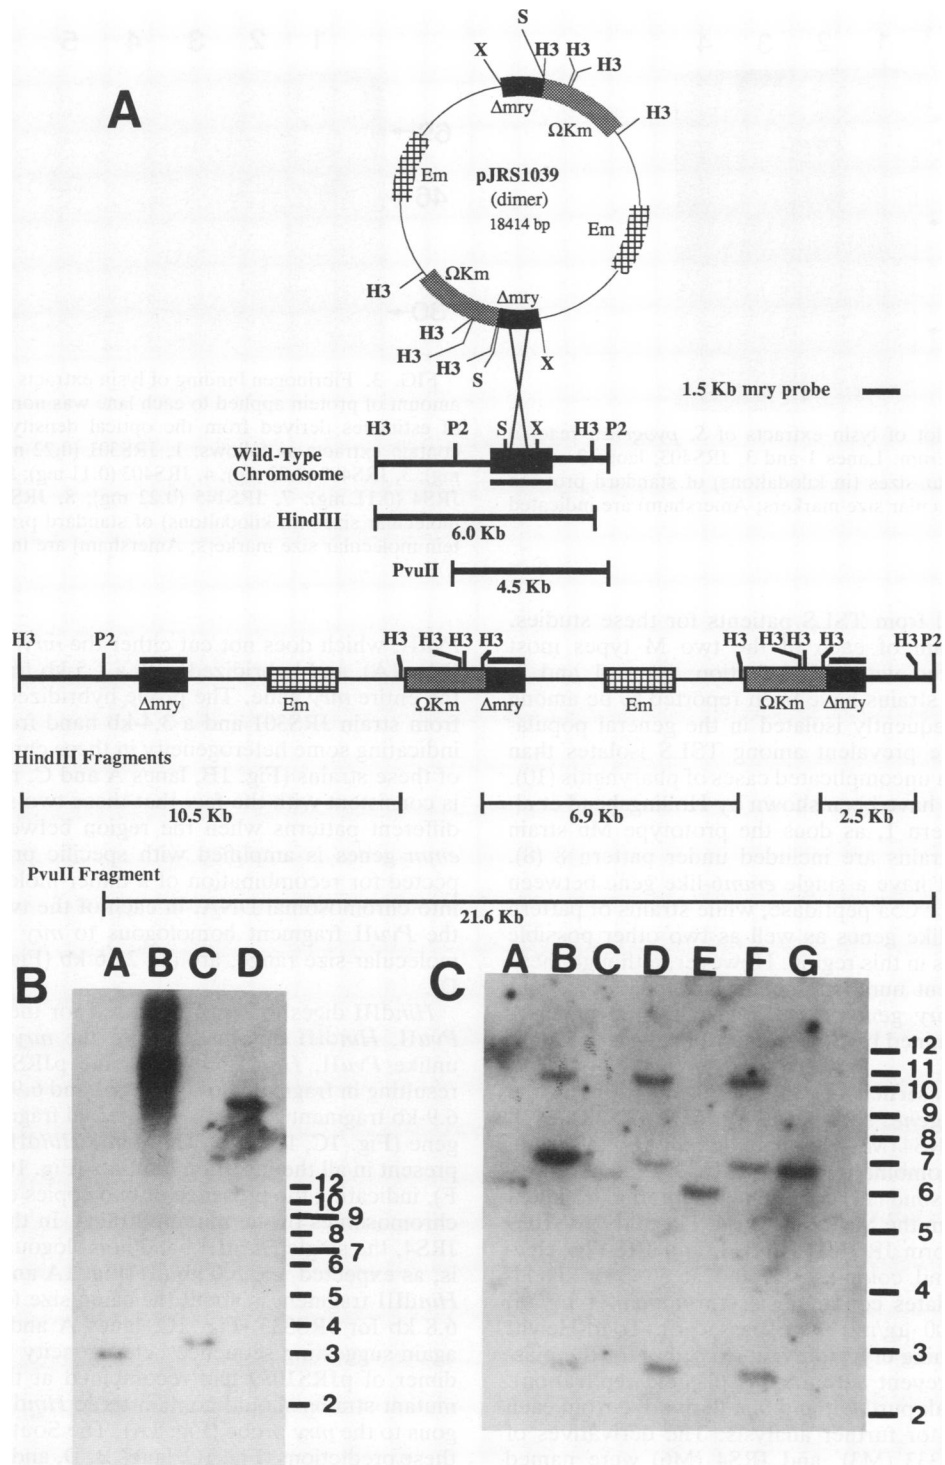 A
S
X
H3 H3
H3
H3
Δmry
ΩKm
Em
pJRS1039
(dimer)
18414 bp
Em
ΩKm
H3
Δmry
H3
H3
S
X
1.5 Kb mry probe
H3 P2 S X H3 P2
Wild-Type
Chromosome
HindIII
6.0 Kb
PvuII
4.5 Kb
H3 P2 H3 H3 H3 H3 H3 H3 H3 H3 H3 P2
Δmry Em ΩKm Δmry Em ΩKm Δmry
HindIII Fragments
10.5 Kb 6.9 Kb 2.5 Kb
PvuII Fragment
21.6 Kb
B
A B C D
12
10
9
8
7
6
5
4
3
2
C
A B C D E F G
12
11
10
9
8
7
6
5
4
3
2